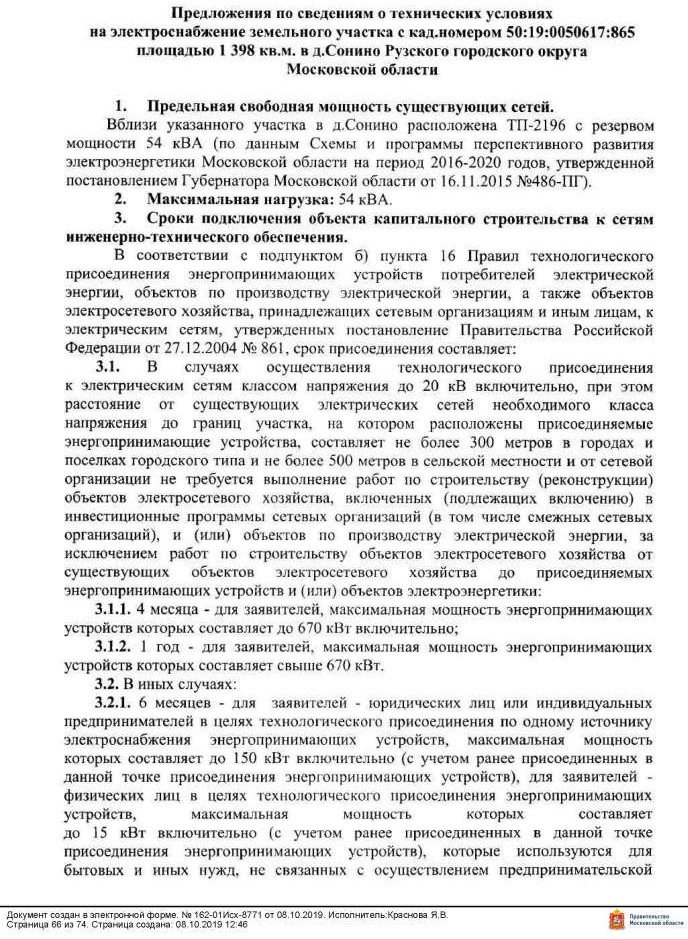 Предложения по сведениям о технических условиях
на электроснабжение земельного участка с кад.номером 50:19:0050617:865
площадью 1 398 кв.м. в д.Сонино Рузского городского округа
Московской области
1. Предельная свободная мощность существующих сетей.
Вблизи указанного участка в д.Сонино расположена ТП-2196 с резервом
мощности 54 кВА (по данным Схемы и программы перспективного развития
электроэнергетики Московской области на период 2016-2020 годов, утвержденной
постановлением Губернатора Московской области от 16.11.2015 №486-ПГ).
2. Максимальная нагрузка: 54 кВА.
3. Сроки подключения объекта капитального строительства к сетям
инженерно-технического обеспечения.
В соответствии с подпунктом б) пункта 16 Правил технологического
присоединения энергопринимающих устройств потребителей электрической
энергии, объектов по производству электрической энергии, а также объектов
электросетевого хозяйства, принадлежащих сетевым организациям и иным лицам, к
электрическим сетям, утвержденных постановление Правительства Российской
Федерации от 27.12.2004 № 861, срок присоединения составляет:
3.1. В случаях осуществления технологического присоединения
к электрическим сетям классом напряжения до 20 кВ включительно, при этом
расстояние от существующих электрических сетей необходимого класса
напряжения до границ участка, на котором расположены присоединяемые
энергопринимающие устройства, составляет не более 300 метров в городах и
поселках городского типа и не более 500 метров в сельской местности и от сетевой
организации не требуется выполнение работ по строительству (реконструкции)
объектов электросетевого хозяйства, включенных (подлежащих включению) в
инвестиционные программы сетевых организаций (в том числе смежных сетевых
организаций), и (или) объектов по производству электрической энергии, за
исключением работ по строительству объектов электросетевого хозяйства от
существующих объектов электросетевого хозяйства до присоединяемых
энергопринимающих устройств и (или) объектов электроэнергетики:
3.1.1. 4 месяца - для заявителей, максимальная мощность энергопринимающих
устройств которых составляет до 670 кВт включительно;
3.1.2. 1 год - для заявителей, максимальная мощность энергопринимающих
устройств которых составляет свыше 670 кВт.
3.2. В иных случаях:
3.2.1. 6 месяцев - для заявителей - юридических лиц или индивидуальных
предпринимателей в целях технологического присоединения по одному источнику
электроснабжения энергопринимающих устройств, максимальная мощность
которых составляет до 150 кВт включительно (с учетом ранее присоединенных в
данной точке присоединения энергопринимающих устройств), для заявителей -
физических лиц в целях технологического присоединения энергопринимающих
устройств, максимальная мощность которых составляет
до 15 кВт включительно (с учетом ранее присоединенных в данной точке
присоединения энергопринимающих устройств), которые используются для
бытовых и иных нужд, не связанных с осуществлением предпринимательской
Документ создан в электронной форме. № 162-01Исх-8771 от 08.10.2019. Исполнитель:Краснова Я.В.
Страница 66 из 74. Страница создана: 08.10.2019 12:46
Правительство
Московской области